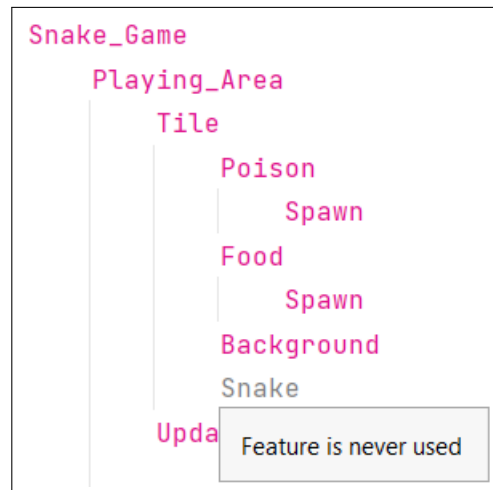 Snake_Game
Playing_Area
Tile
Poison
Spawn
Food
Spawn
Background
Snake
Upda
Feature is never used